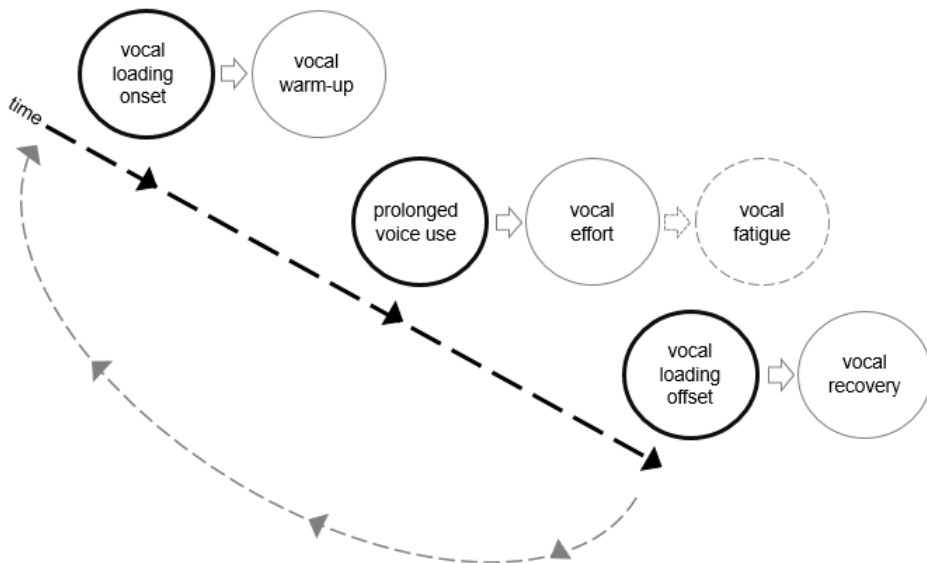 vocal
loading
onset
vocal
warm-up
time
prolonged
voice use
vocal
effort
vocal
fatigue
vocal
loading
offset
vocal
recovery